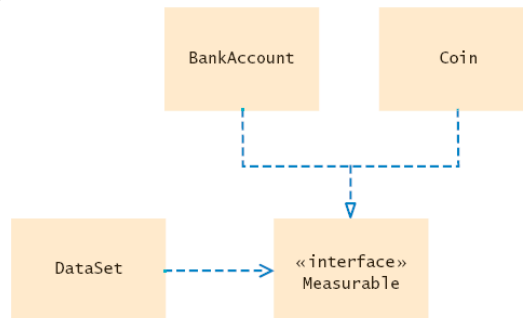 BankAccount
Coin
DataSet
«interface»
Measurable